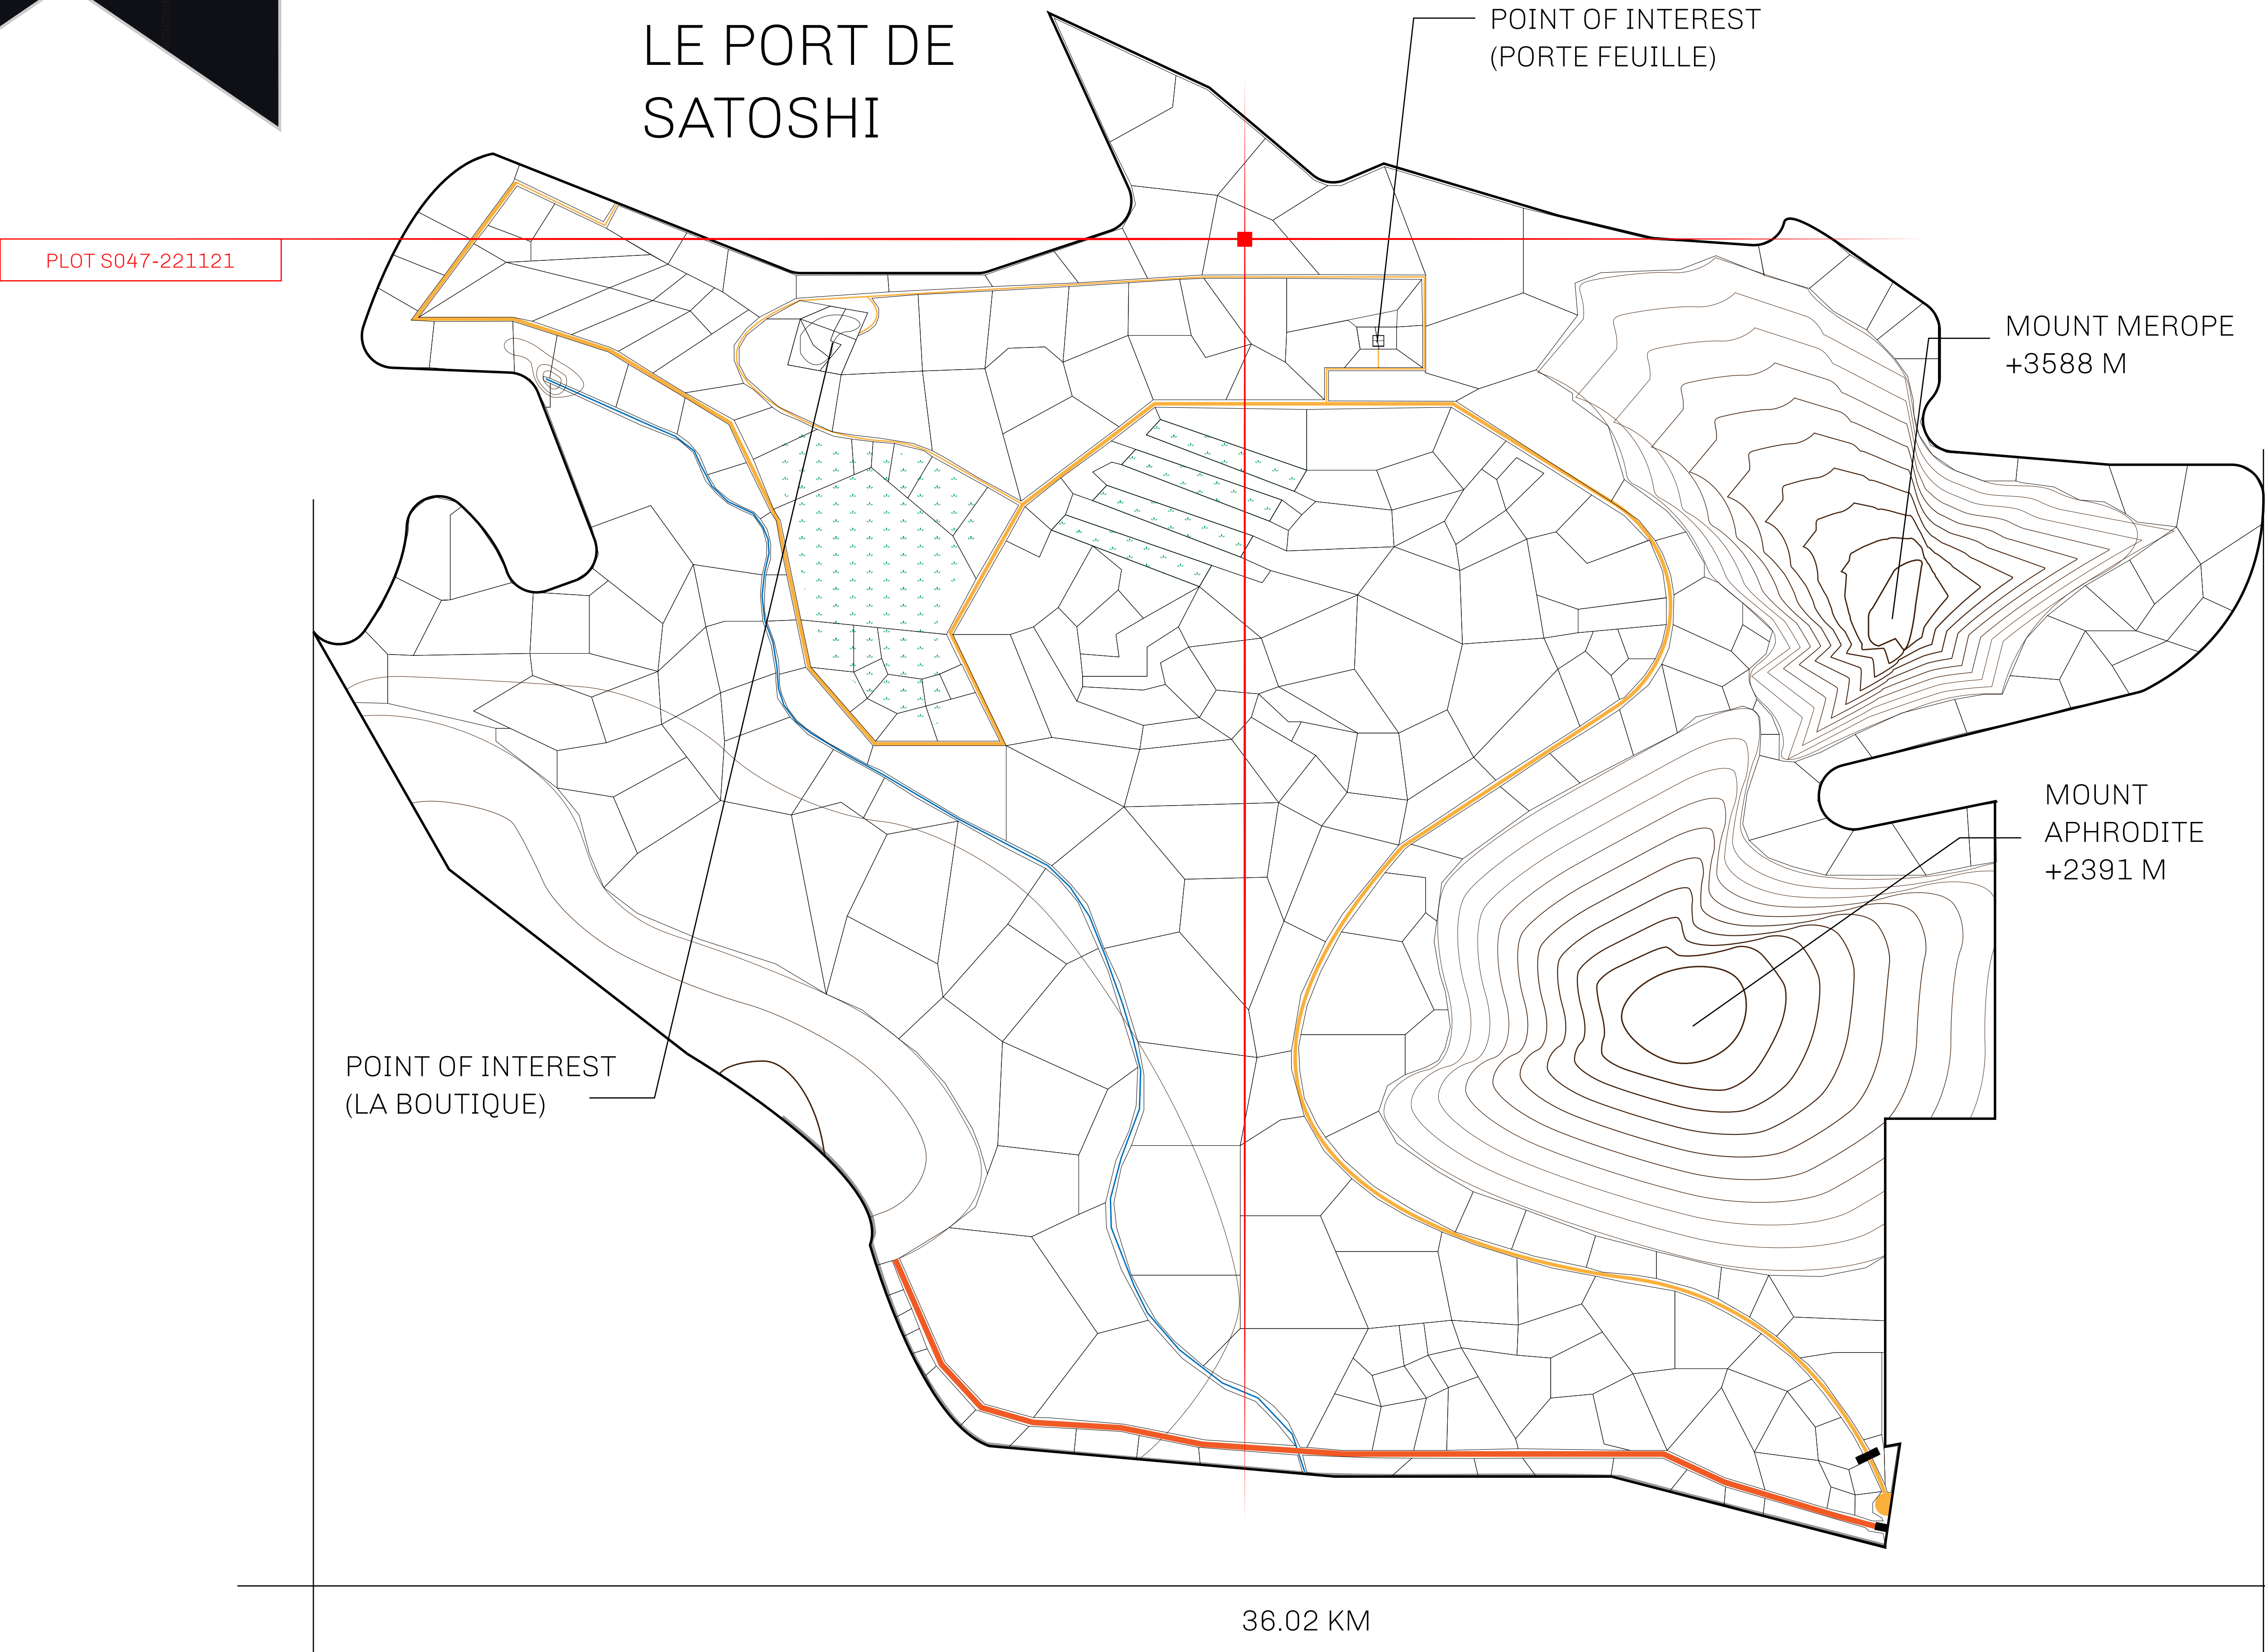 LE PORT DE
SATOSHI
POINT OF INTEREST
(PORTE FEUILLE)
PLOT S047-221121
MOUNT MEROPE
+3588 M
MOUNT
APHRODITE
+2391 M
POINT OF INTEREST
(LA BOUTIQUE)
36.02 KM